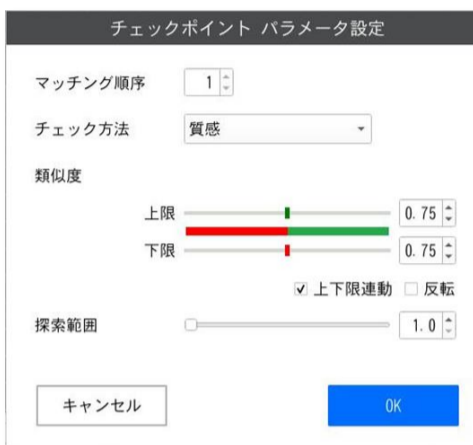 チェックポイント パラメータ設定
マッチング順序 1
チェック方法 質感
類似度
上限 0.75
下限 0.75
上下限連動 反転
探索範囲 1.0
キャンセル OK